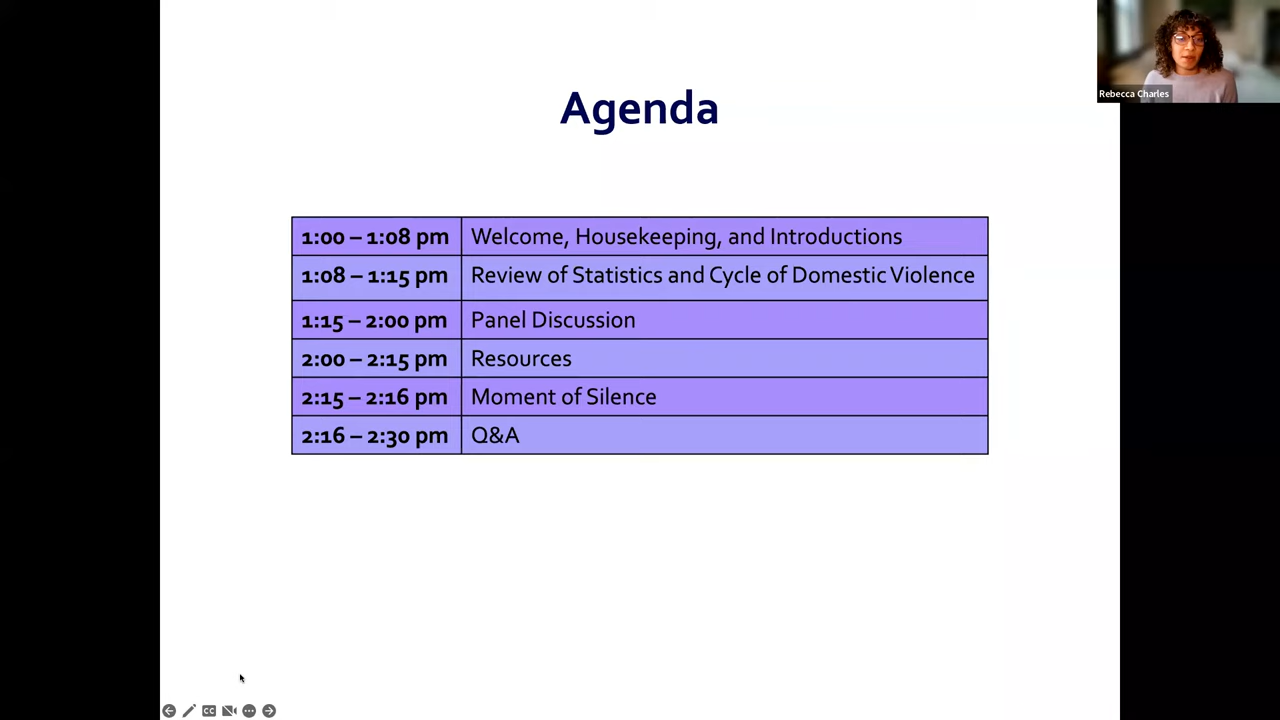 Agenda
Rebecca Charles
1:00 – 1:08 pm Welcome, Housekeeping, and Introductions
1:08 – 1:15 pm Review of Statistics and Cycle of Domestic Violence
1:15 – 2:00 pm Panel Discussion
2:00 – 2:15 pm Resources
2:15 – 2:16 pm Moment of Silence
2:16 – 2:30 pm Q&A
CC